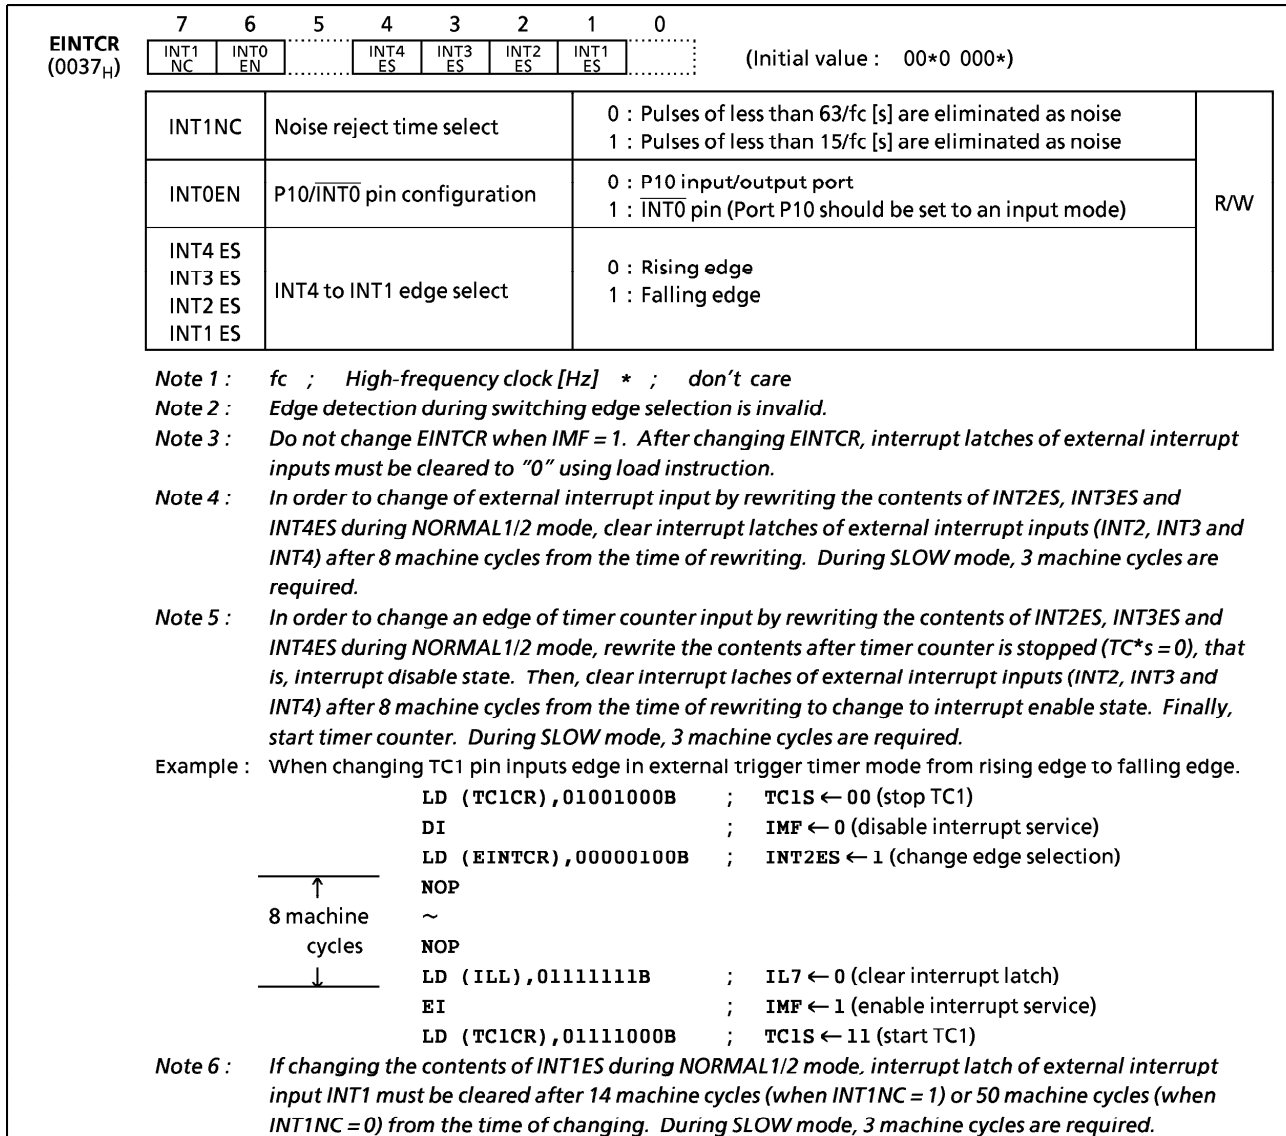 7 6 5 4 3 2 1 0
EINTCR
(0037H)
INT1 NC INT0 EN INT4 ES INT3 ES INT2 ES INT1 ES
(Initial value : 00*0 000*)
INT1NC Noise reject time select
0 : Pulses of less than 63/fc [s] are eliminated as noise
1 : Pulses of less than 15/fc [s] are eliminated as noise
INT0EN P10/INT0 pin configuration
0 : P10 input/output port
1 : INT0 pin (Port P10 should be set to an input mode)
R/W
INT4 ES
INT3 ES
INT2 ES
INT1 ES
INT4 to INT1 edge select
0 : Rising edge
1 : Falling edge
Note 1 : fc ; High-frequency clock [Hz] * ; don't care
Note 2 : Edge detection during switching edge selection is invalid.
Note 3 : Do not change EINTCR when IMF = 1. After changing EINTCR, interrupt latches of external interrupt
inputs must be cleared to "0" using load instruction.
Note 4 : In order to change of external interrupt input by rewriting the contents of INT2ES, INT3ES and
INT4ES during NORMAL1/2 mode, clear interrupt latches of external interrupt inputs (INT2, INT3 and
INT4) after 8 machine cycles from the time of rewriting. During SLOW mode, 3 machine cycles are
required.
Note 5 : In order to change an edge of timer counter input by rewriting the contents of INT2ES, INT3ES and
INT4ES during NORMAL1/2 mode, rewrite the contents after timer counter is stopped (TC*s = 0), that
is, interrupt disable state. Then, clear interrupt laches of external interrupt inputs (INT2, INT3 and
INT4) after 8 machine cycles from the time of rewriting to change to interrupt enable state. Finally,
start timer counter. During SLOW mode, 3 machine cycles are required.
Example : When changing TC1 pin inputs edge in external trigger timer mode from rising edge to falling edge.
LD (TC1CR),01001000B ; TC1S ← 00 (stop TC1)
DI ; IMF ← 0 (disable interrupt service)
LD (EINTCR),00000100B ; INT2ES ← 1 (change edge selection)
↑ NOP
8 machine ~
cycles NOP
↓ LD (ILL),01111111B ; IL7 ← 0 (clear interrupt latch)
EI ; IMF ← 1 (enable interrupt service)
LD (TC1CR),01111000B ; TC1S ← 11 (start TC1)
Note 6 : If changing the contents of INT1ES during NORMAL1/2 mode, interrupt latch of external interrupt
input INT1 must be cleared after 14 machine cycles (when INT1NC = 1) or 50 machine cycles (when
INT1NC = 0) from the time of changing. During SLOW mode, 3 machine cycles are required.